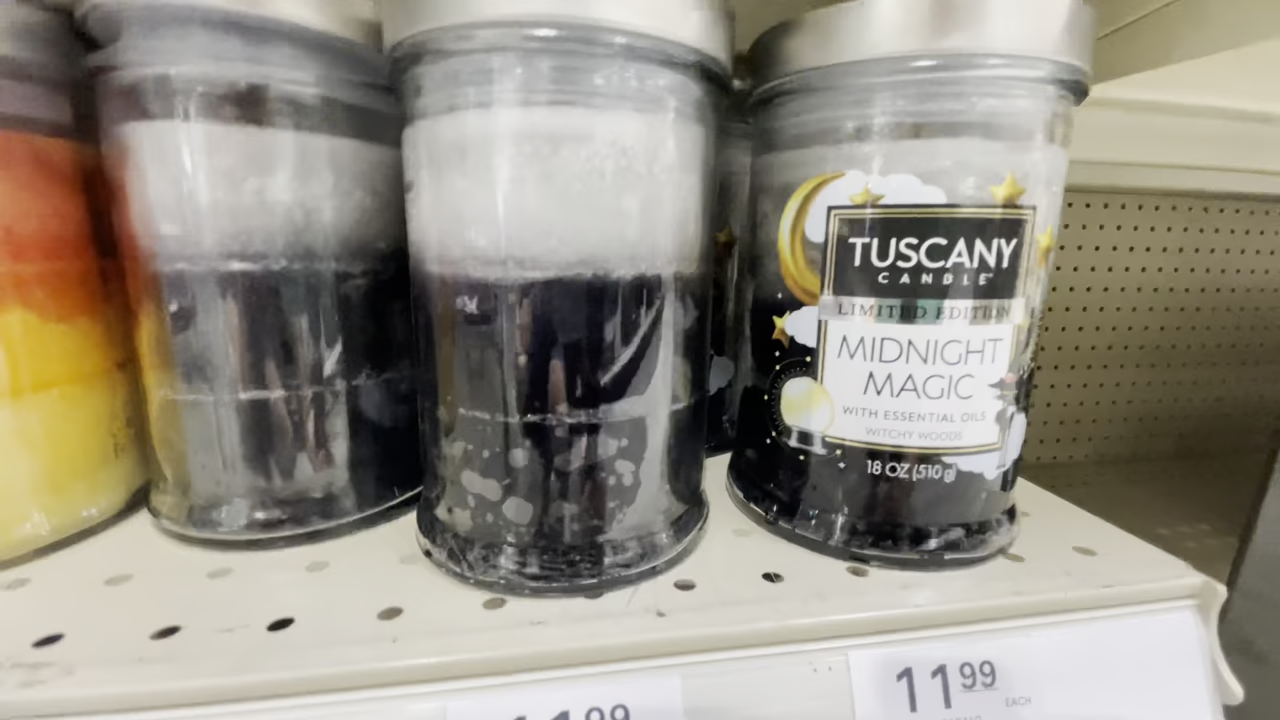 TUSCANY
CANDLE
LIMITED EDITION
MIDNIGHT
MAGIC
WITH ESSENTIAL OILS
WITCHY WOODS
18 OZ (510 g)
11 99
EACH